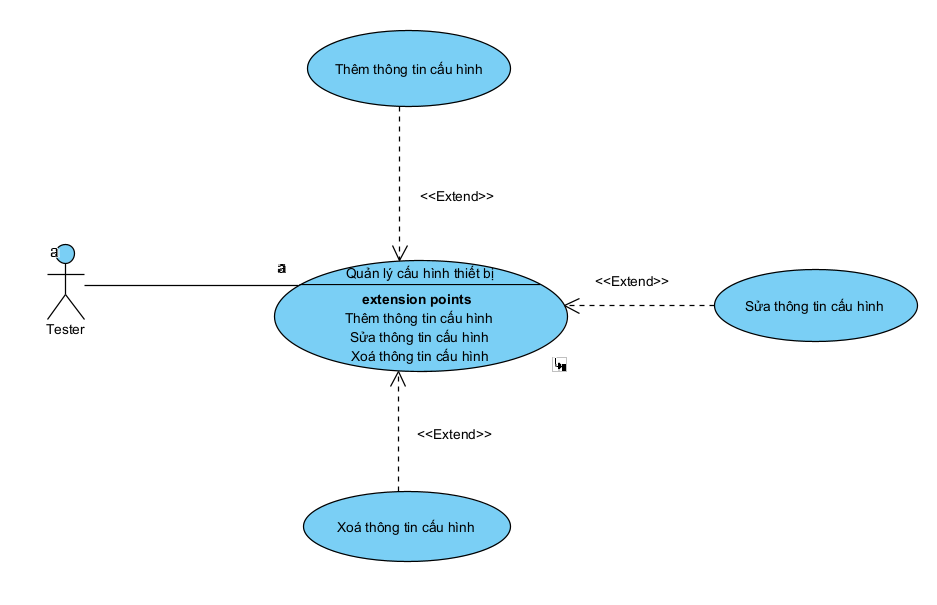 Thêm thông tin cấu hình
<<Extend>>
a
Tester
a
Quản lý cấu hình thiết bị
extension points
Thêm thông tin cấu hình
Sửa thông tin cấu hình
Xoá thông tin cấu hình
<<Extend>>
Sửa thông tin cấu hình
<<Extend>>
Xoá thông tin cấu hình